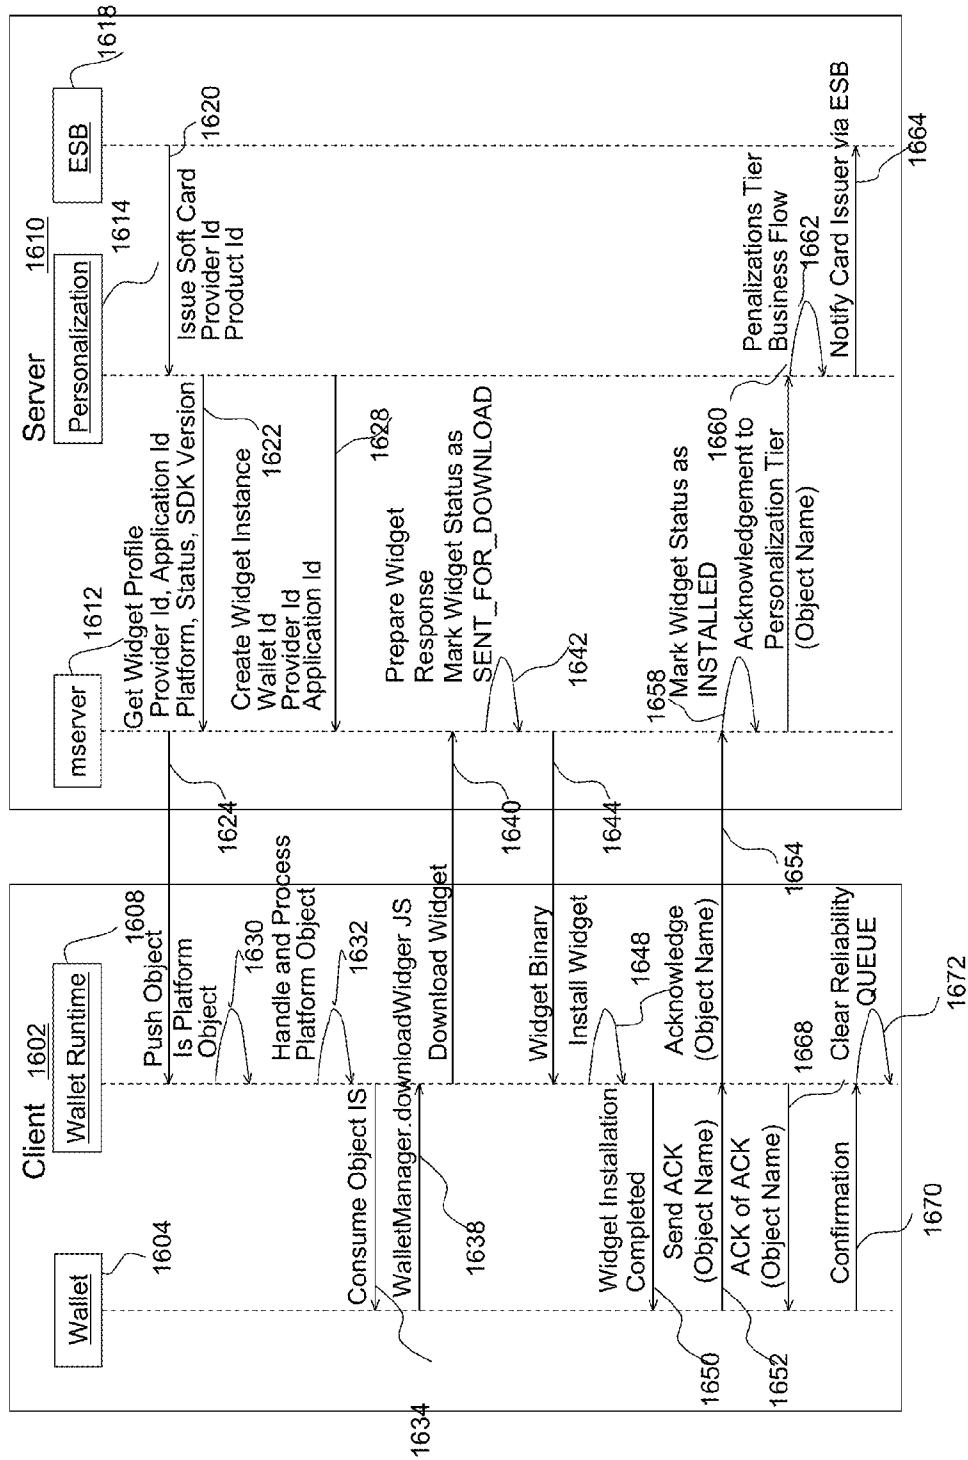 Client 1602
Server 1610
Wallet
1604
Wallet Runtime
1608
mserver
1612
Personalization
1614
ESB
1618
1620
Issue Soft Card
Provider Id
Product Id
Get Widget Profile
Provider Id, Application Id
Platform, Status, SDK Version
1622
Push Object
1624
Is Platform
Object
1630
Create Widget Instance
Wallet Id
Provider Id
Application Id
1628
Handle and Process
Platform Object
1632
Consume Object IS
1634
WalletManager.downloadWidger JS
1638
Download Widget
1640
Prepare Widget
Response
Mark Widget Status as
SENT_FOR_DOWNLOAD
1642
Widget Binary
1644
Install Widget
1648
Widget Installation
Completed
1650
Send ACK
(Object Name)
1652
Acknowledge
(Object Name)
1654
Mark Widget Status as
INSTALLED
1658
Acknowledgement to
Personalization Tier
(Object Name)
1660
Penalizations Tier
Business Flow
1662
Notify Card Issuer via ESB
1664
ACK of ACK
(Object Name)
1668
Confirmation
1670
Clear Reliability
QUEUE
1672